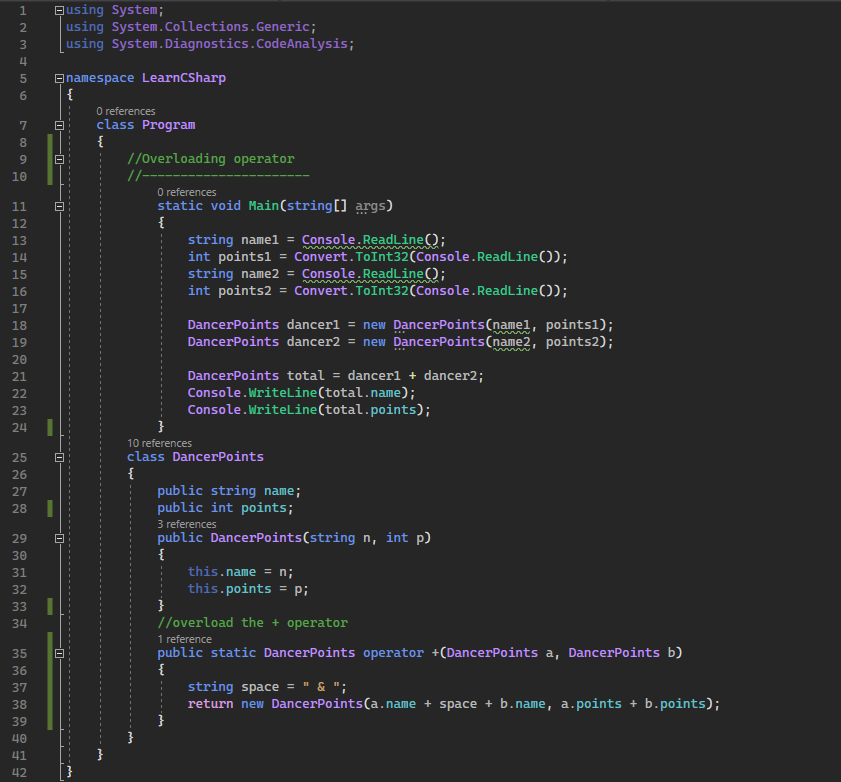 1 using System;
2 using System.Collections.Generic;
3 using System.Diagnostics.CodeAnalysis;
4
5 namespace LearnCSharp
6 {
0 references
7 class Program
8 {
9 //Overloading operator
10 //----------------------
0 references
11 static void Main(string[] args)
12 {
13 string name1 = Console.ReadLine();
14 int points1 = Convert.ToInt32(Console.ReadLine());
15 string name2 = Console.ReadLine();
16 int points2 = Convert.ToInt32(Console.ReadLine());
17
18 DancerPoints dancer1 = new DancerPoints(name1, points1);
19 DancerPoints dancer2 = new DancerPoints(name2, points2);
20
21 DancerPoints total = dancer1 + dancer2;
22 Console.WriteLine(total.name);
23 Console.WriteLine(total.points);
24 }
10 references
25 class DancerPoints
26 {
27 public string name;
28 public int points;
3 references
29 public DancerPoints(string n, int p)
30 {
31 this.name = n;
32 this.points = p;
33 }
34 //overload the + operator
1 reference
35 public static DancerPoints operator +(DancerPoints a, DancerPoints b)
36 {
37 string space = " & ";
38 return new DancerPoints(a.name + space + b.name, a.points + b.points);
39 }
40 }
41 }
42 }